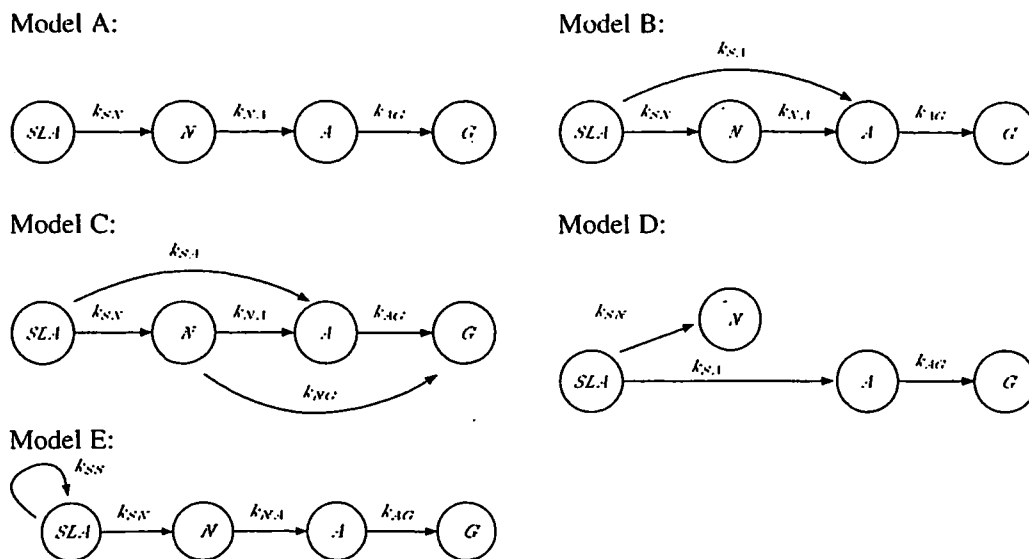 Model A:
k_SN k_NA k_AG
SLA N A G
Model B:
k_SA
k_SN k_NA k_AG
SLA N A G
Model C:
k_SA
k_SN k_NA k_AG
SLA N A G
k_NG
Model D:
k_SN N
k_SA k_AG
SLA A G
Model E:
k_SS
k_SN k_NA k_AG
SLA N A G